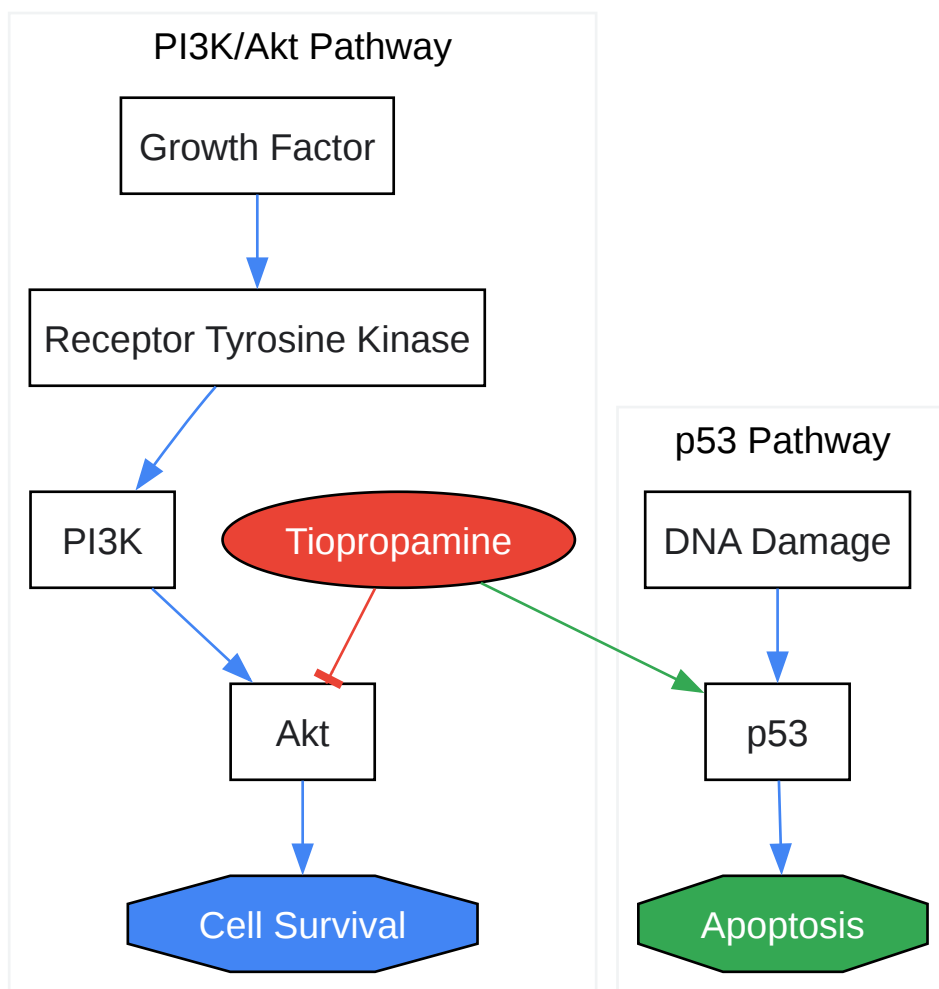 PI3K/Akt Pathway
Growth Factor
Receptor Tyrosine Kinase
PI3K
Tiopropamine
Akt
Cell Survival
p53 Pathway
DNA Damage
p53
Apoptosis